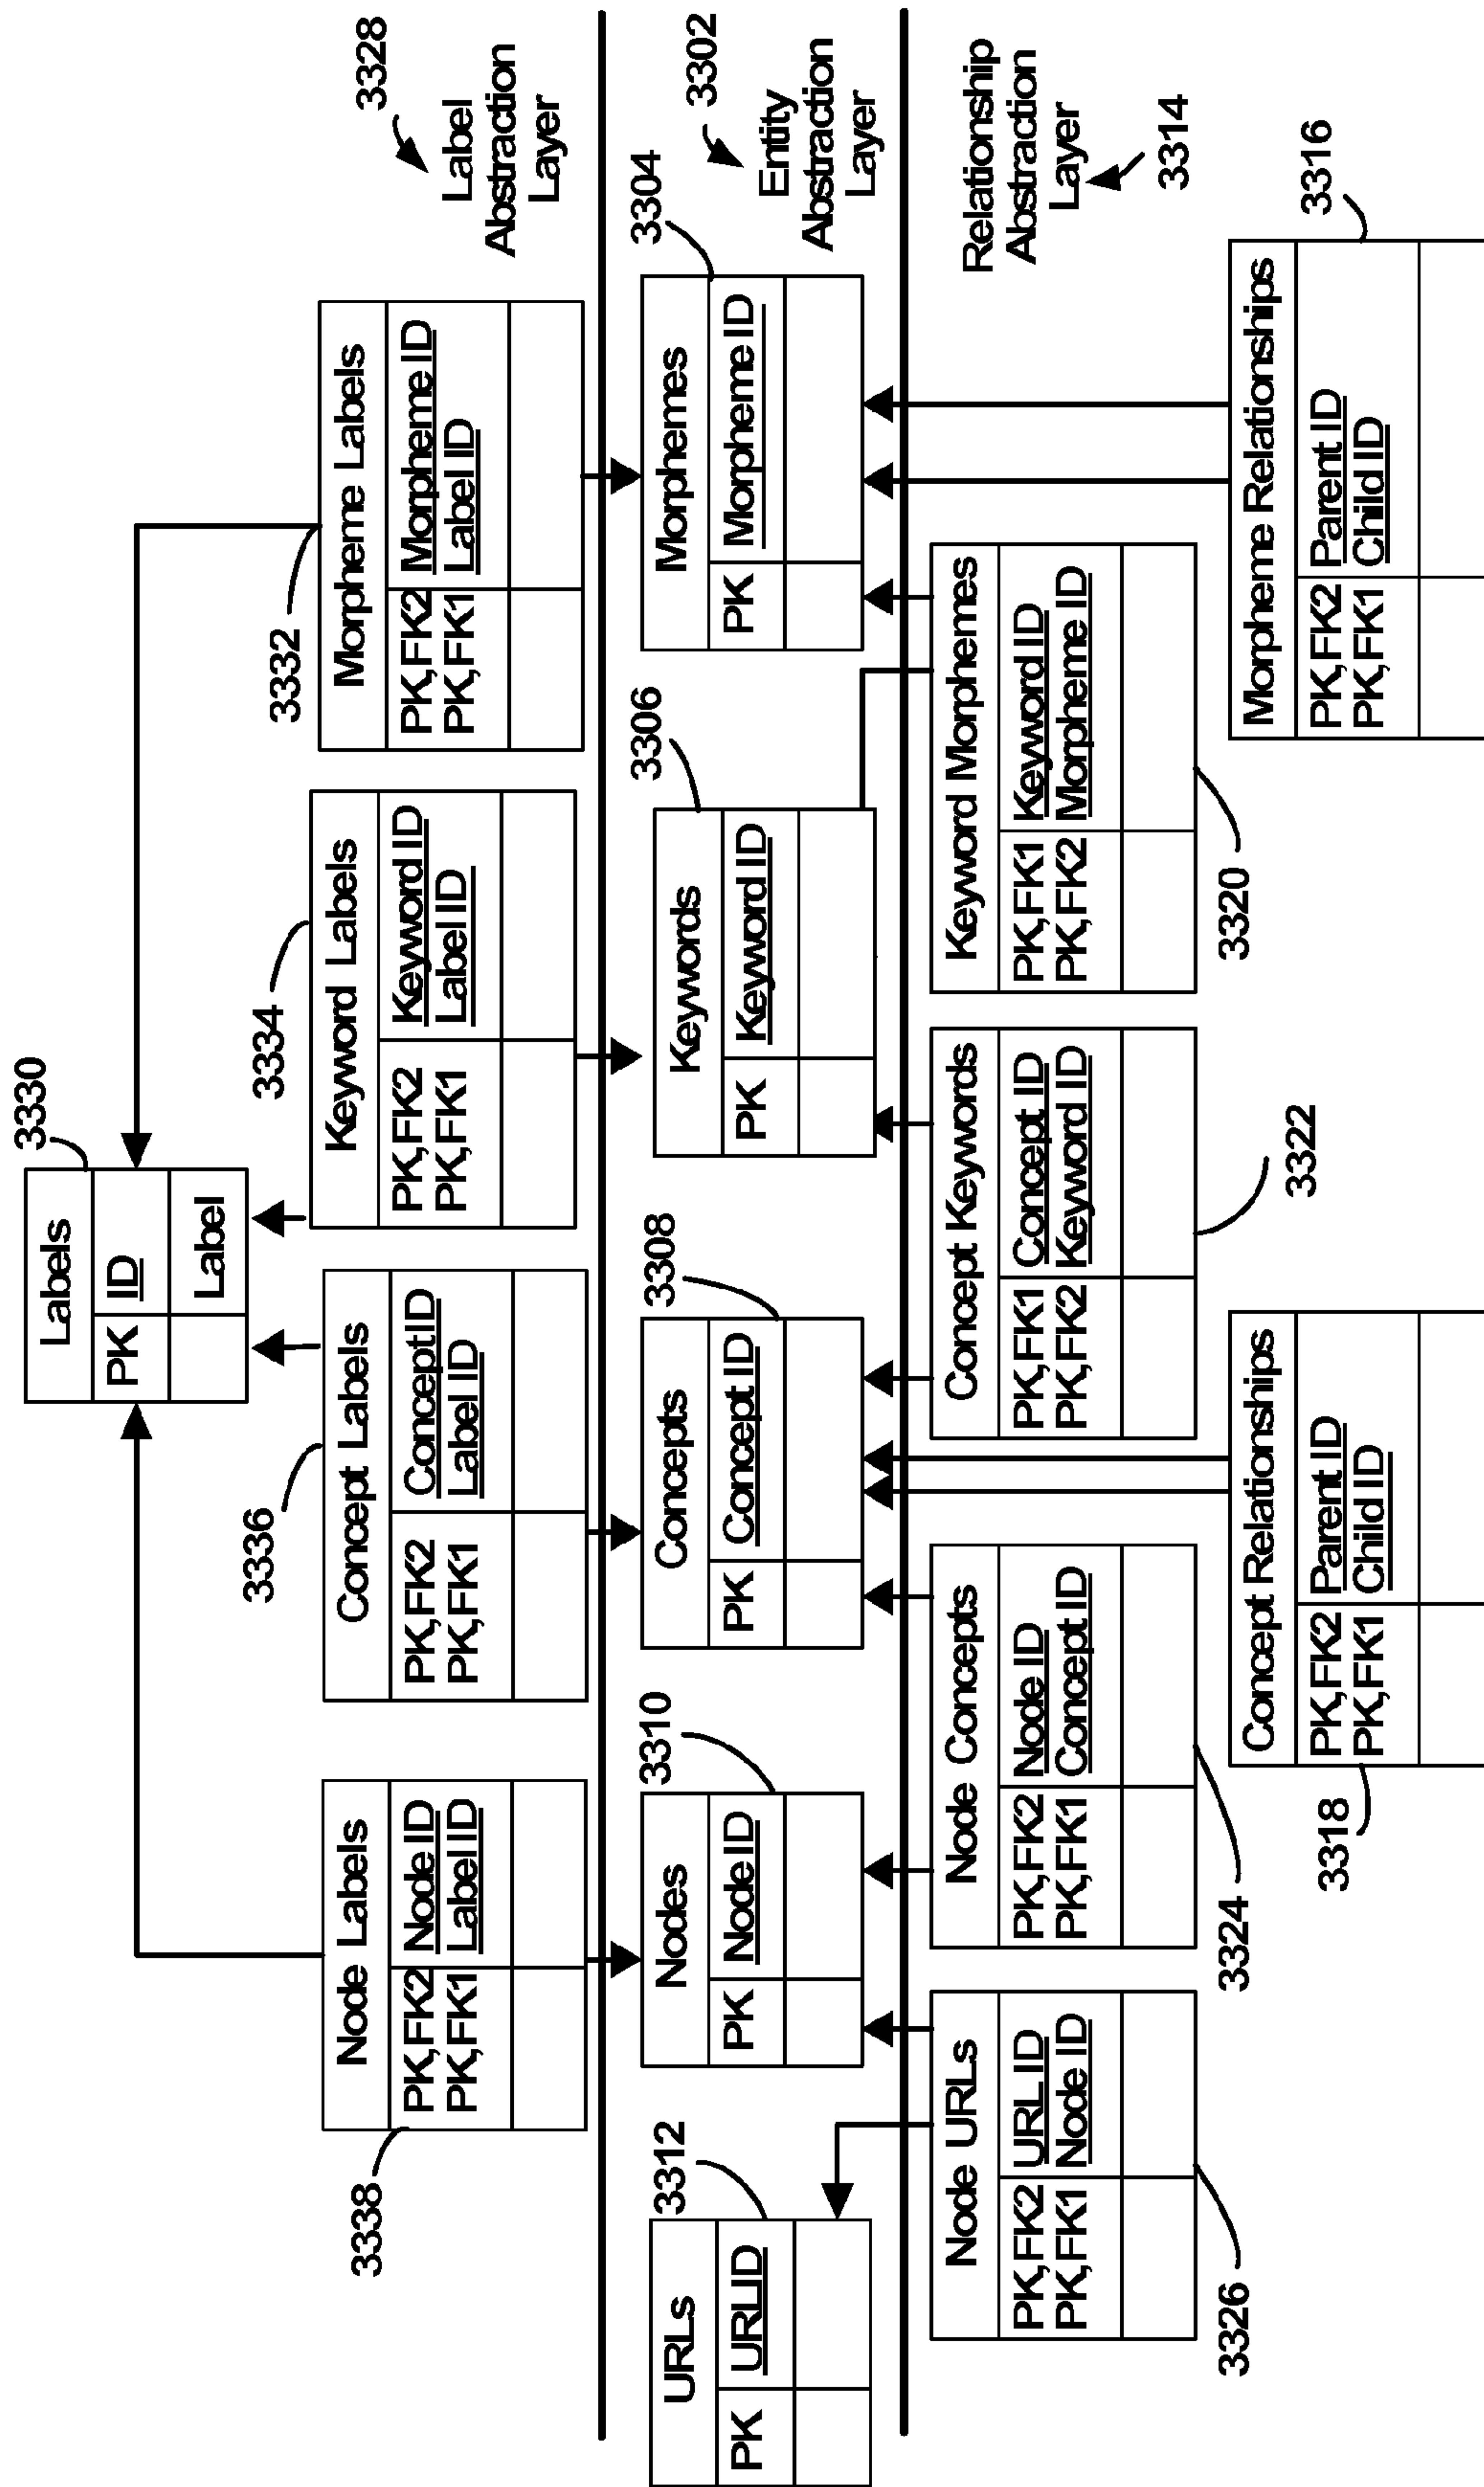 3330
Labels
PK ID
Label
3338
Node Labels
PK,FK2 Node ID
PK,FK1 Label ID
3336
Concept Labels
PK,FK2 Concept ID
PK,FK1 Label ID
3334
Keyword Labels
PK,FK2 Keyword ID
PK,FK1 Label ID
3332
Morpheme Labels
PK,FK2 Morpheme ID
PK,FK1 Label ID
3328
Label
Abstraction
Layer
3312
URLs
PK URLID
3310
Nodes
PK Node ID
3308
Concepts
PK Concept ID
3306
Keywords
PK Keyword ID
3304
Morphemes
PK Morpheme ID
3302
Entity
Abstraction
Layer
Node URLs
PK,FK2 URL ID
PK,FK1 Node ID
3326
Node Concepts
PK,FK2 Node ID
PK,FK1 Concept ID
3324
Concept Keywords
PK,FK1 Concept ID
PK,FK2 Keyword ID
3322
Keyword Morphemes
PK,FK1 Keyword ID
PK,FK2 Morpheme ID
3320
Relationship
Abstraction
Layer
3314
3318
Concept Relationships
PK,FK2 Parent ID
PK,FK1 Child ID
3316
Morpheme Relationships
PK,FK2 Parent ID
PK,FK1 Child ID